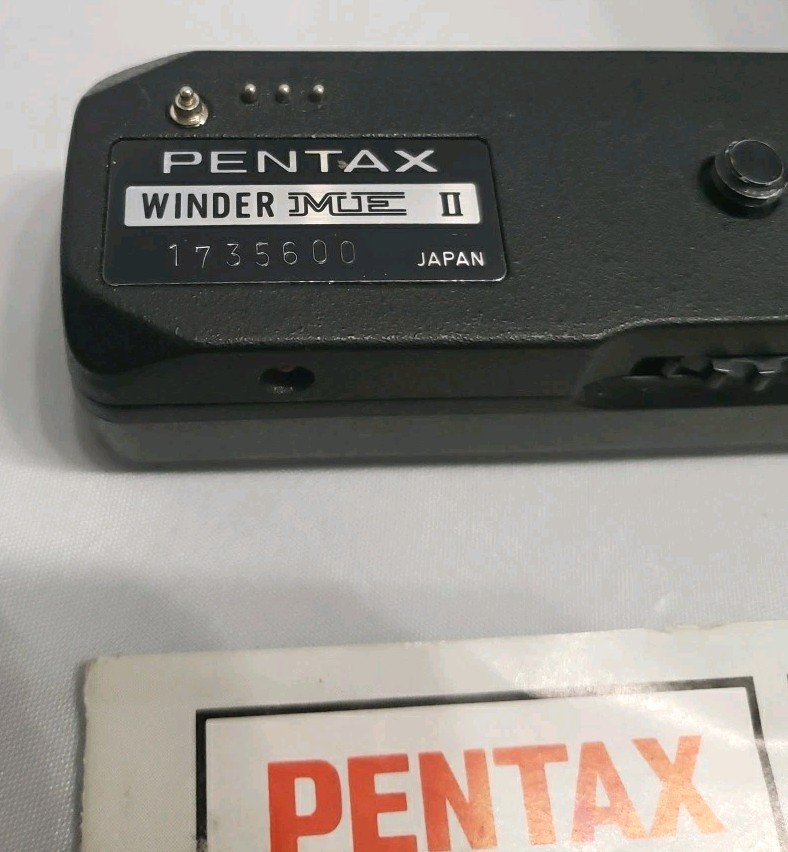 PENTAX
WINDER ME II
1735600
JAPAN
PENTAX